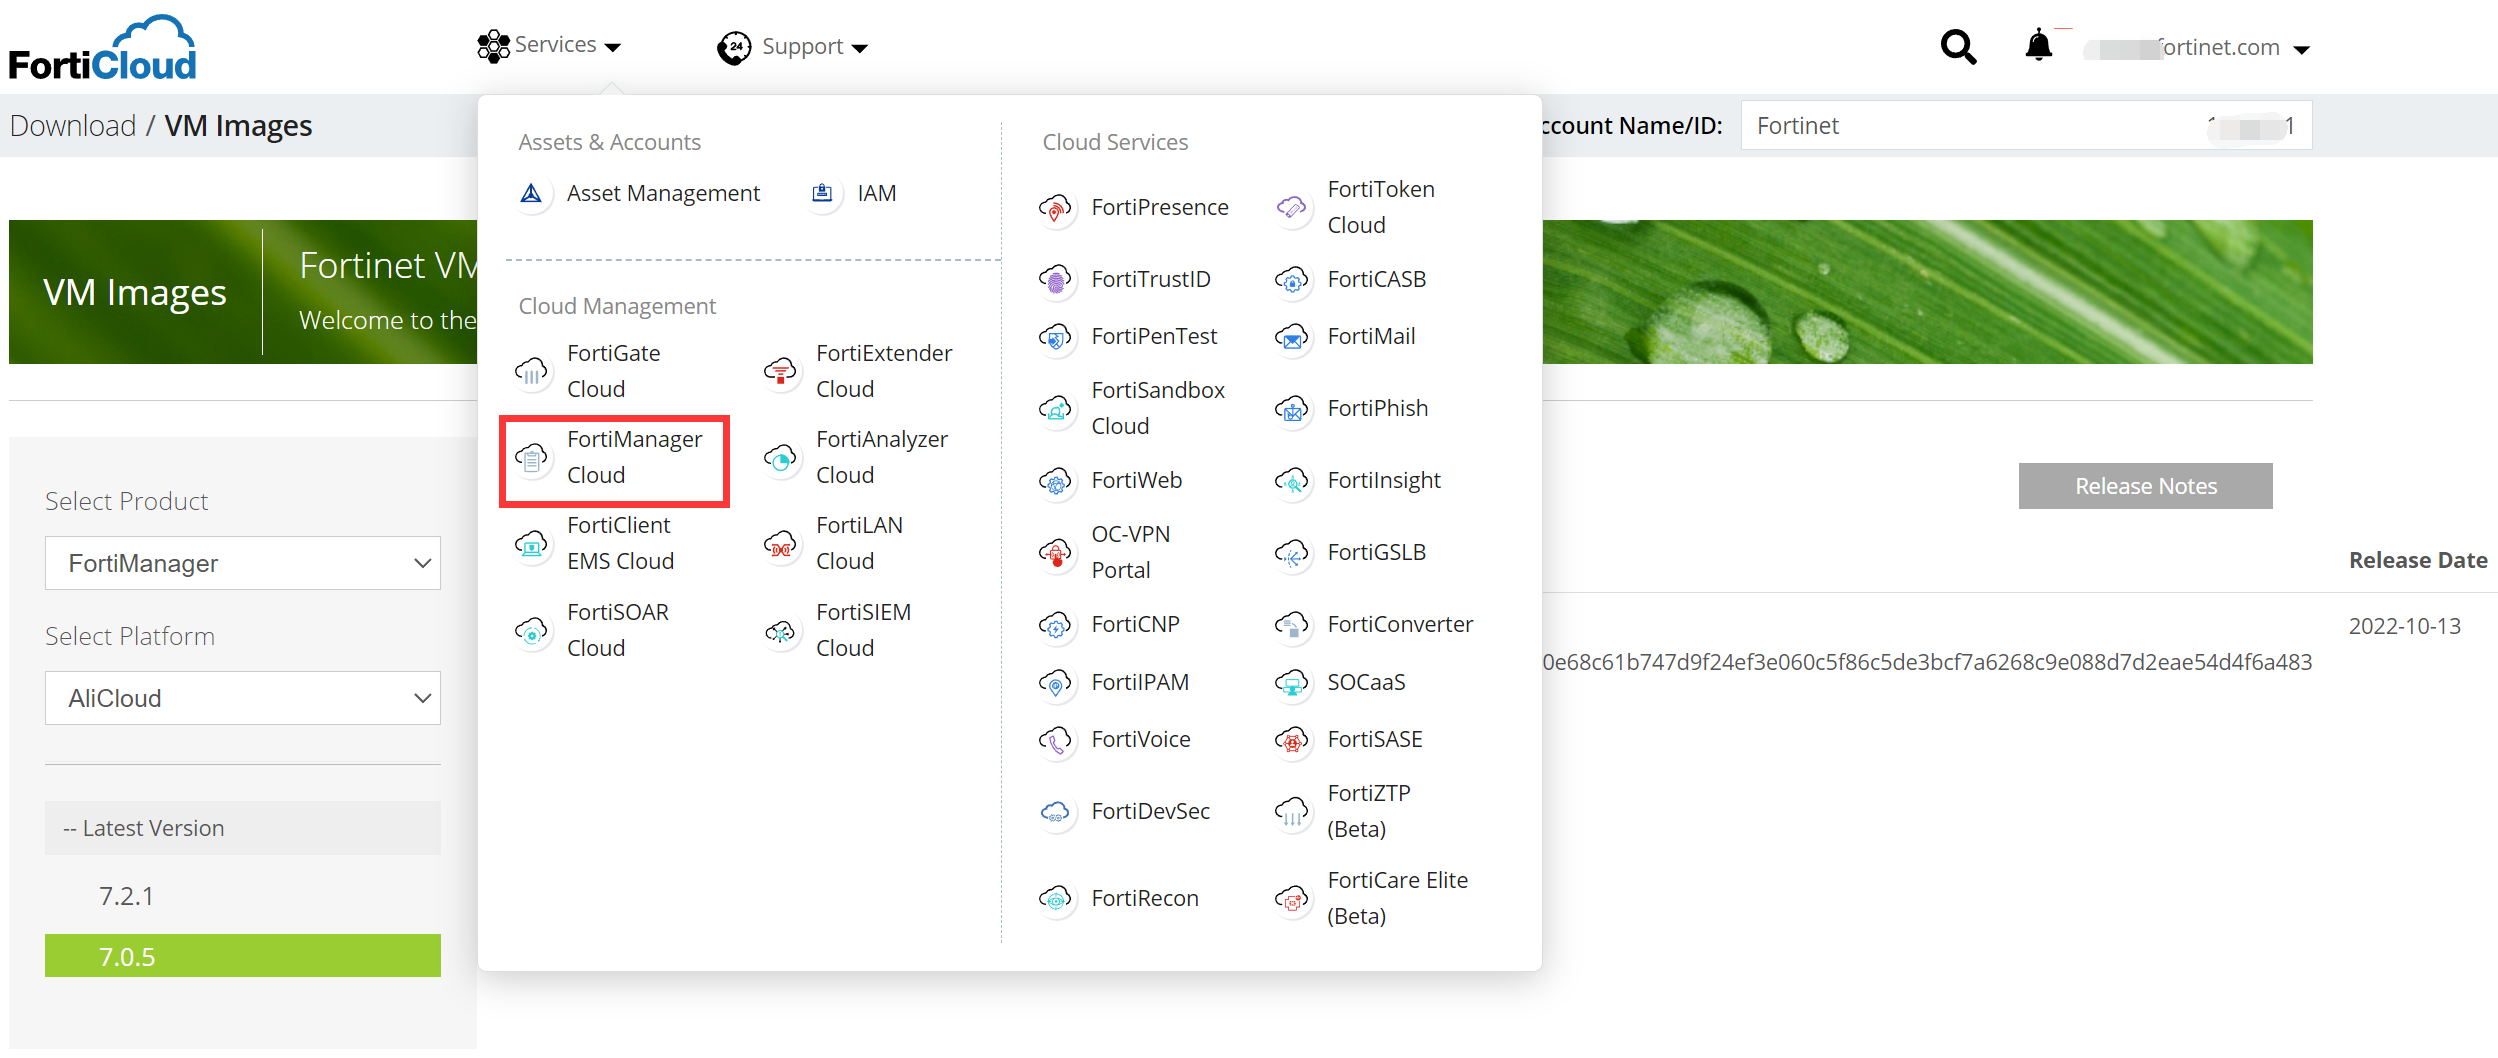 FortiCloud
Services
24
Support
fortinet.com
Download / VM Images
ccount Name/ID:
Fortinet
1
VM Images
Fortinet VM
Welcome to the
Assets & Accounts
Asset Management
IAM
Cloud Management
FortiGate
Cloud
FortiExtender
Cloud
FortiManager
Cloud
FortiAnalyzer
Cloud
FortiClient
EMS Cloud
FortiLAN
Cloud
FortiSOAR
Cloud
FortiSIEM
Cloud
Cloud Services
FortiPresence
FortiToken
Cloud
FortiTrustID
FortiCASB
FortiPenTest
FortiMail
FortiSandbox
Cloud
FortiPhish
FortiWeb
FortiInsight
OC-VPN
Portal
FortiGSLB
FortiCNP
FortiConverter
FortiIPAM
SOCaaS
FortiVoice
FortiSASE
FortiDevSec
FortiZTP
(Beta)
FortiRecon
FortiCare Elite
(Beta)
Select Product
FortiManager
Select Platform
AliCloud
-- Latest Version
7.2.1
7.0.5
Release Notes
Release Date
2022-10-13
0e68c61b747d9f24ef3e060c5f86c5de3bcf7a6268c9e088d7d2eae54d4f6a483